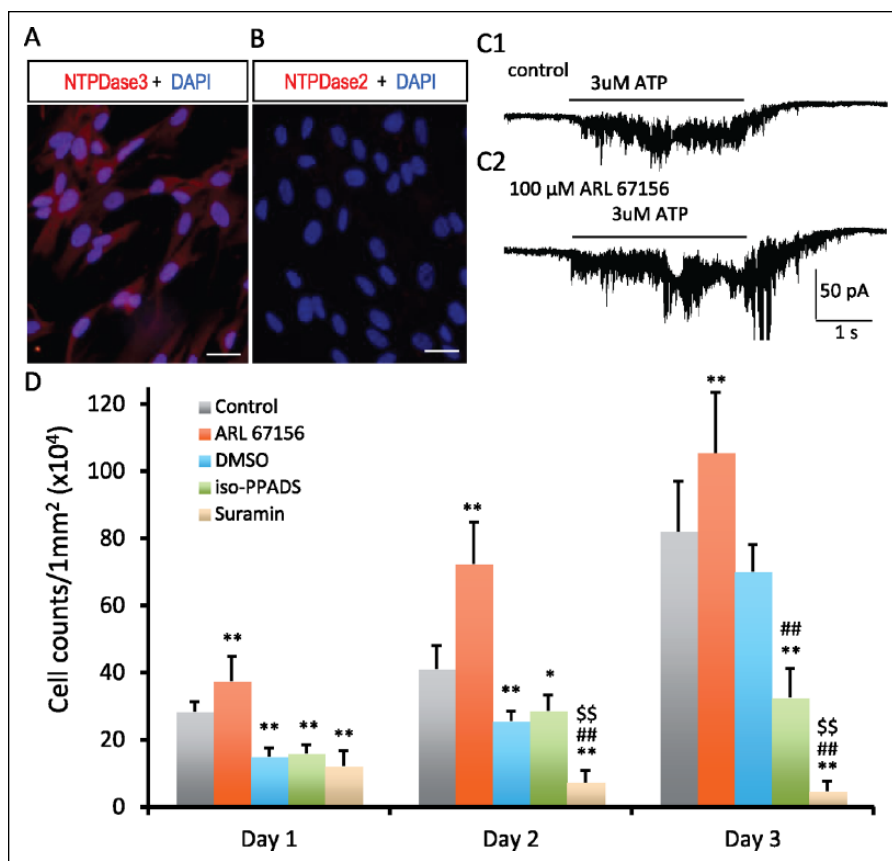 A
NTPDase3 + DAPI
B
NTPDase2 + DAPI
C1
control
3uM ATP
C2
100 µM ARL 67156
3uM ATP
50 pA
1 s
D
Cell counts/1mm² (x10⁴)
120
100
80
60
40
20
0
Control
ARL 67156
DMSO
iso-PPADS
Suramin
**
**
**
**
**
**
*
$$
##
**
**
##
**
$$
##
**
Day 1
Day 2
Day 3